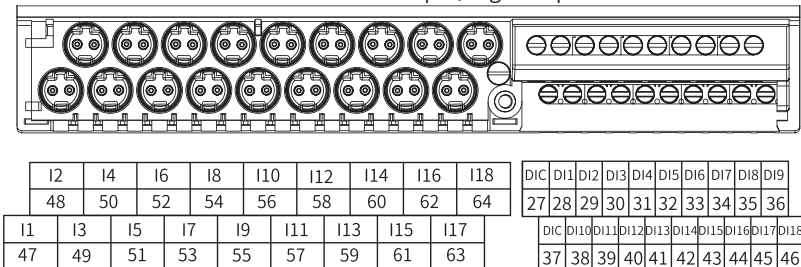 I2 I4 I6 I8 I10 I12 I14 I16 I18
48 50 52 54 56 58 60 62 64
I1 I3 I5 I7 I9 I11 I13 I15 I17
47 49 51 53 55 57 59 61 63
DIC DI1 DI2 DI3 DI4 DI5 DI6 DI7 DI8 DI9
27 28 29 30 31 32 33 34 35 36
DIC DI10 DI11 DI12 DI13 DI14 DI15 DI16 DI17 DI18
37 38 39 40 41 42 43 44 45 46